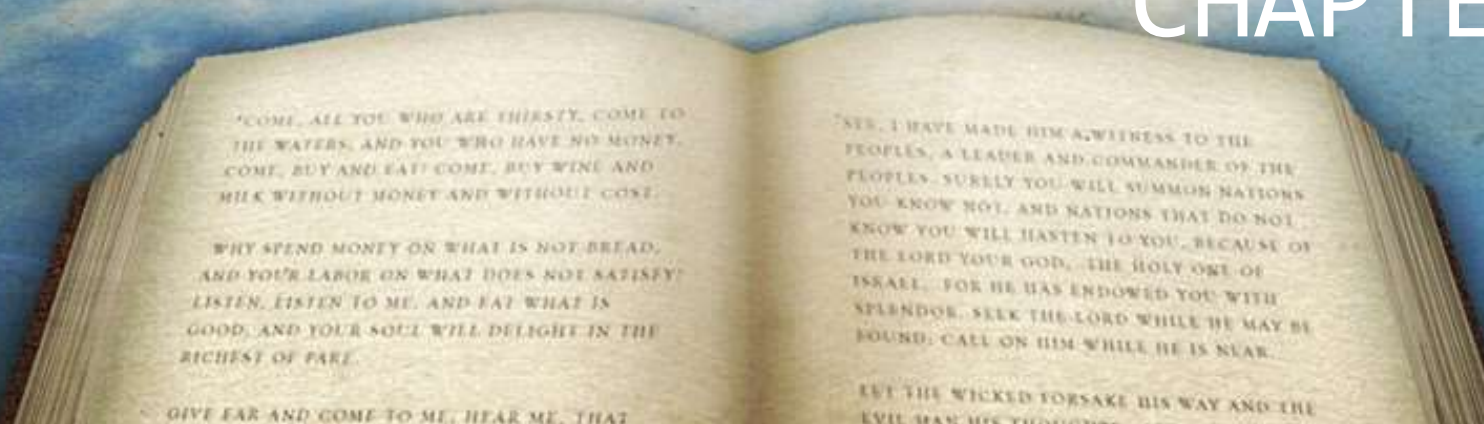 CHAPTE
"COME, ALL YOU WHO ARE THIRSTY, COME TO
THE WATERS; AND YOU WHO HAVE NO MONEY,
COME, BUY AND EAT! COME, BUY WINE AND
MILK WITHOUT MONEY AND WITHOUT COST.
WHY SPEND MONEY ON WHAT IS NOT BREAD,
AND YOUR LABOR ON WHAT DOES NOT SATISFY?
LISTEN, LISTEN TO ME, AND EAT WHAT IS
GOOD, AND YOUR SOUL WILL DELIGHT IN THE
RICHEST OF FARE.
GIVE EAR AND COME TO ME, HEAR ME, THAT
"SEE, I HAVE MADE HIM A WITNESS TO THE
PEOPLES, A LEADER AND COMMANDER OF THE
PEOPLES. SURELY YOU WILL SUMMON NATIONS
YOU KNOW NOT, AND NATIONS THAT DO NOT
KNOW YOU WILL HASTEN TO YOU, BECAUSE OF
THE LORD YOUR GOD, THE HOLY ONE OF
ISRAEL, FOR HE HAS ENDOWED YOU WITH
SPLENDOR. SEEK THE LORD WHILE HE MAY BE
FOUND; CALL ON HIM WHILE HE IS NEAR.
LET THE WICKED FORSAKE HIS WAY AND THE
EVIL MAN HIS THOUGHTS